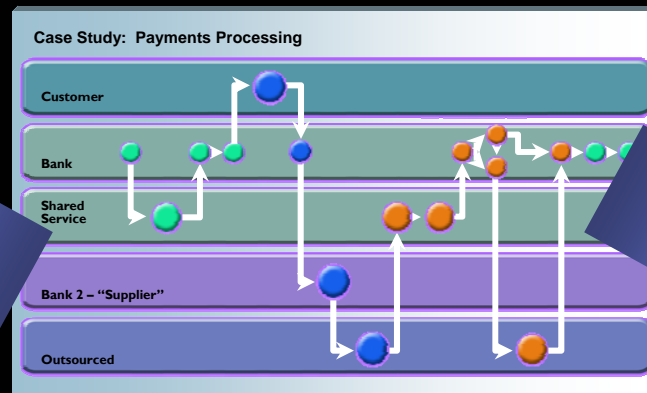 Case Study: Payments Processing
Customer
Bank
Shared
Service
Bank 2 – “Supplier”
Outsourced